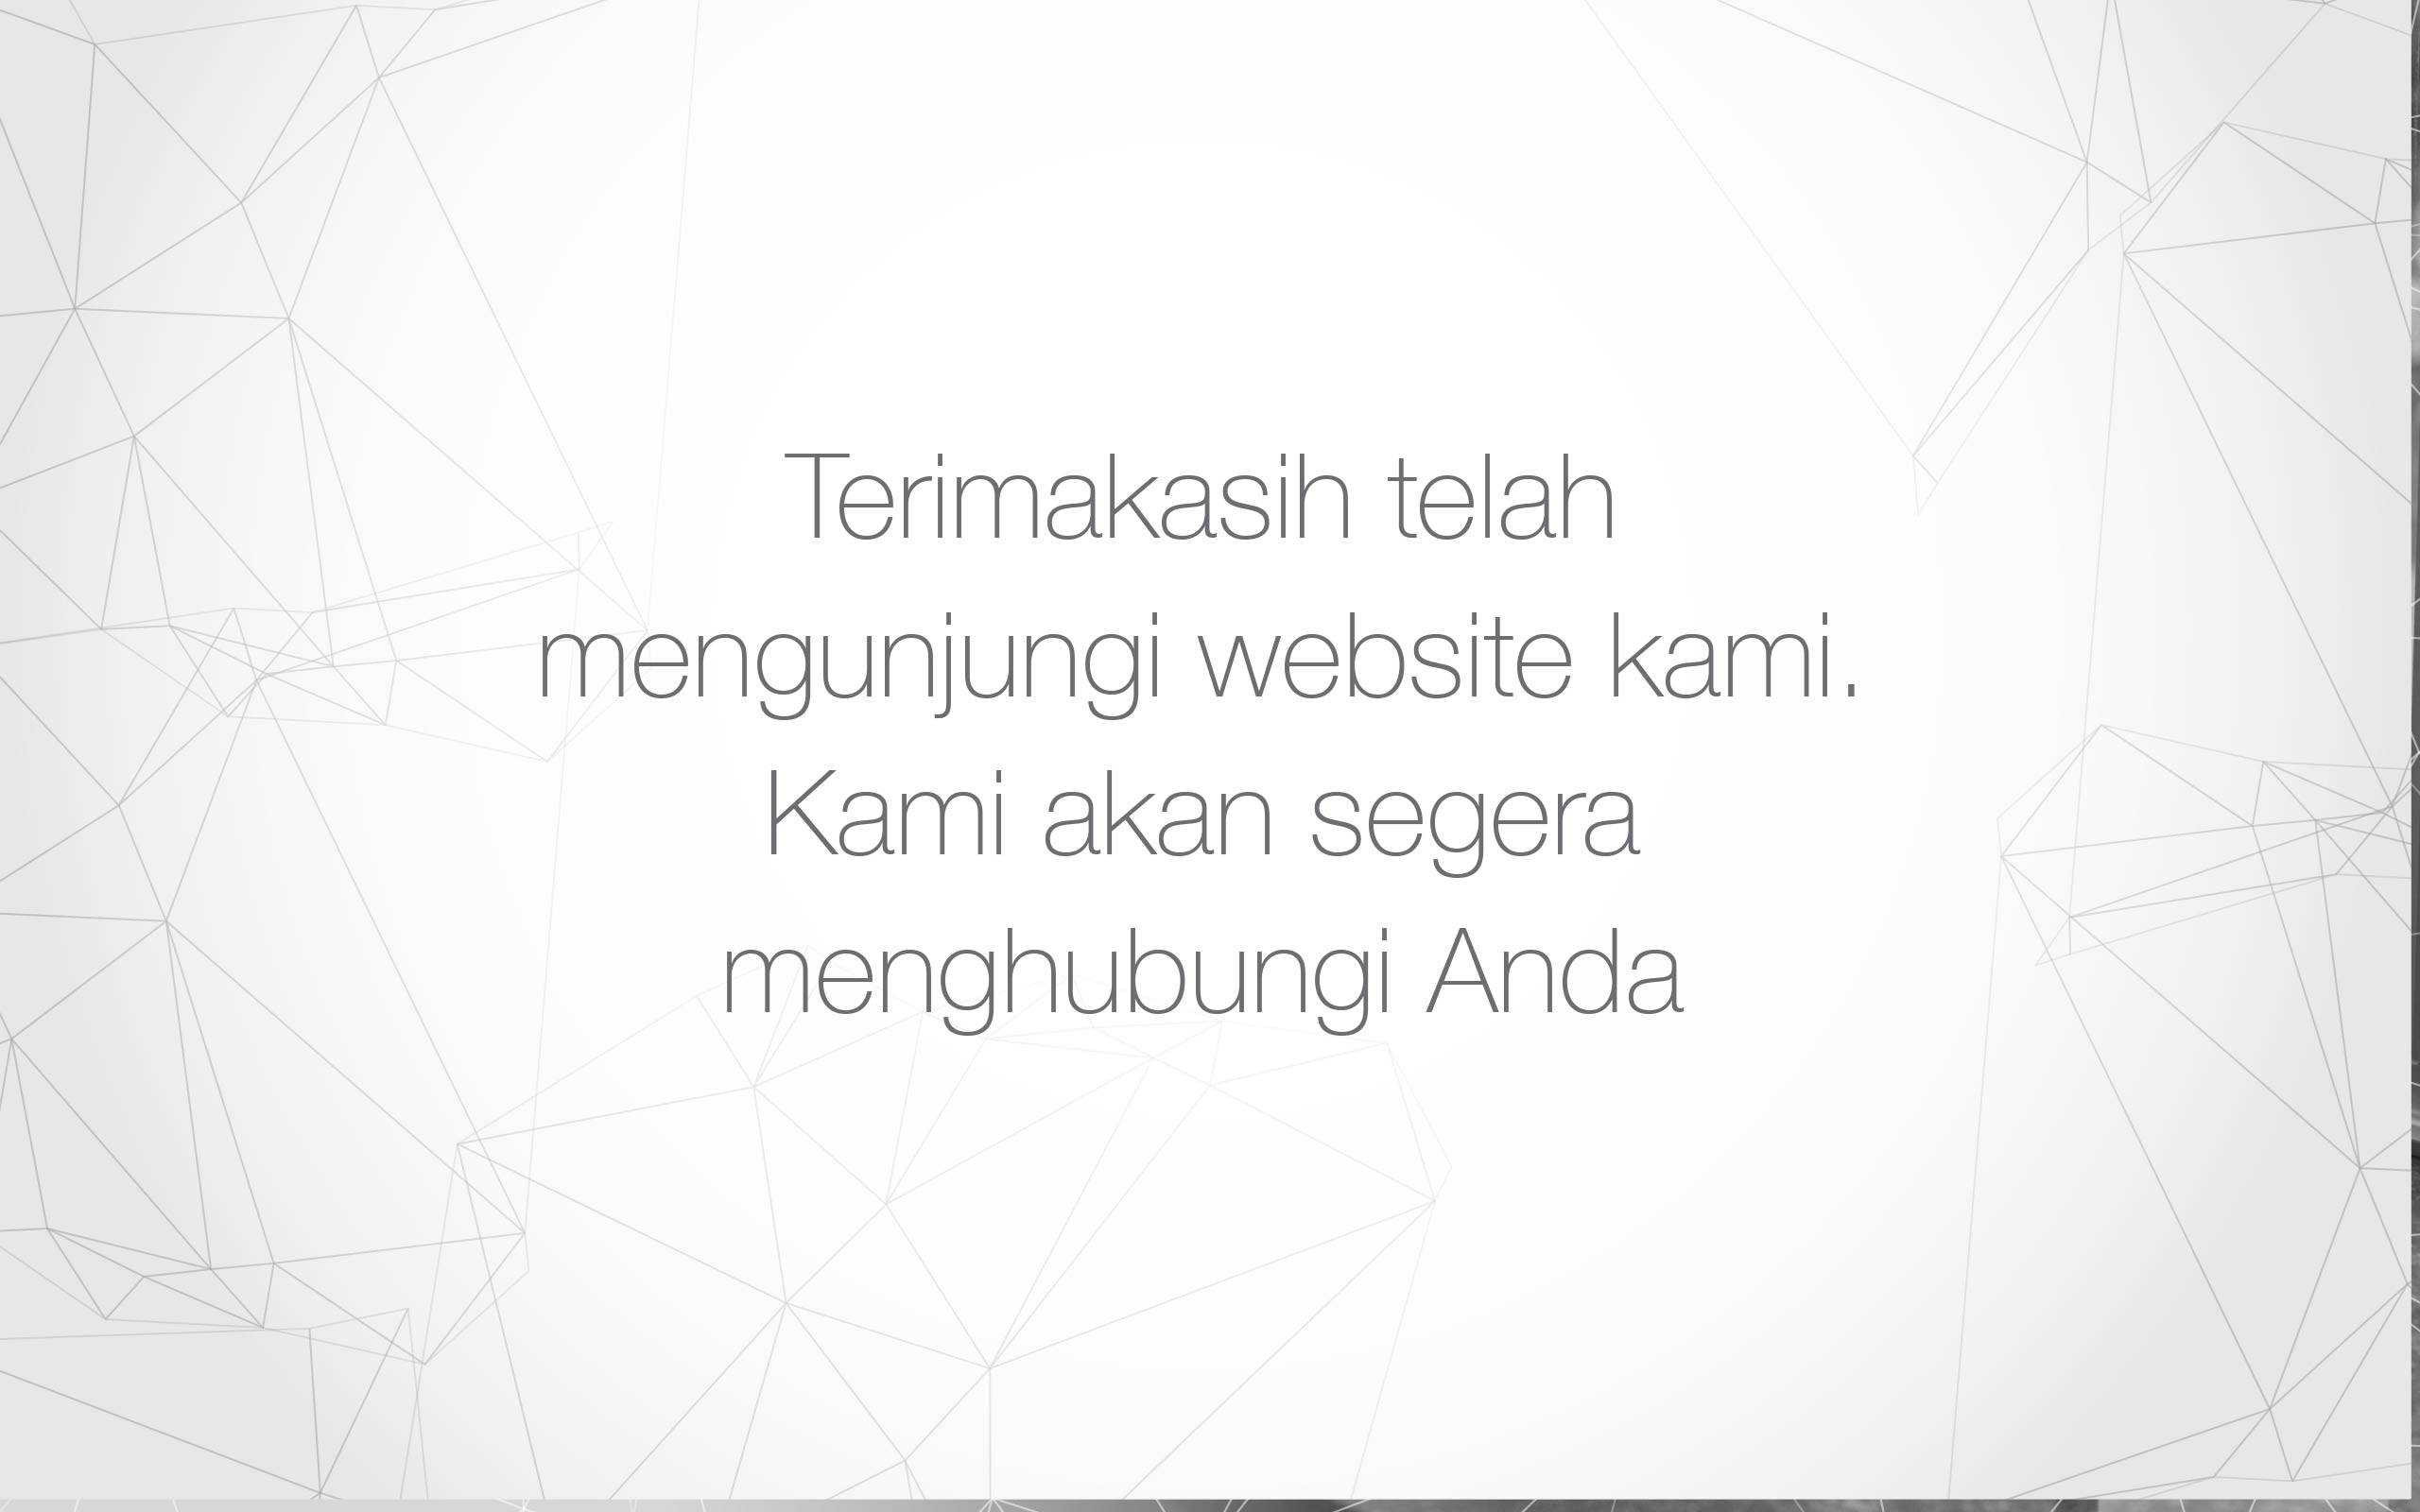 Terimakasih telah
mengunjungi website kami.
Kami akan segera
menghubungi Anda